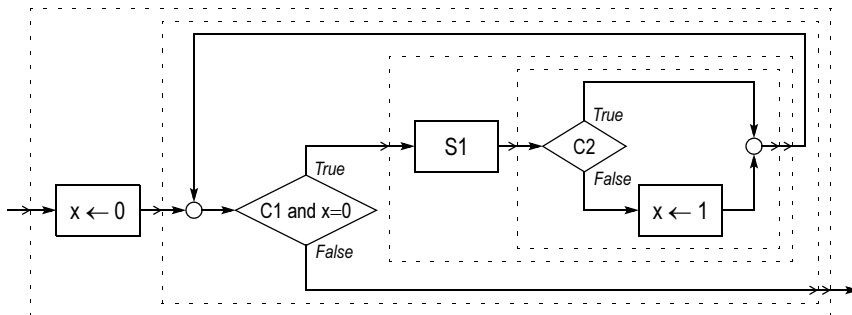 x ← 0
C1 and x=0
True
False
S1
C2
True
False
x ← 1